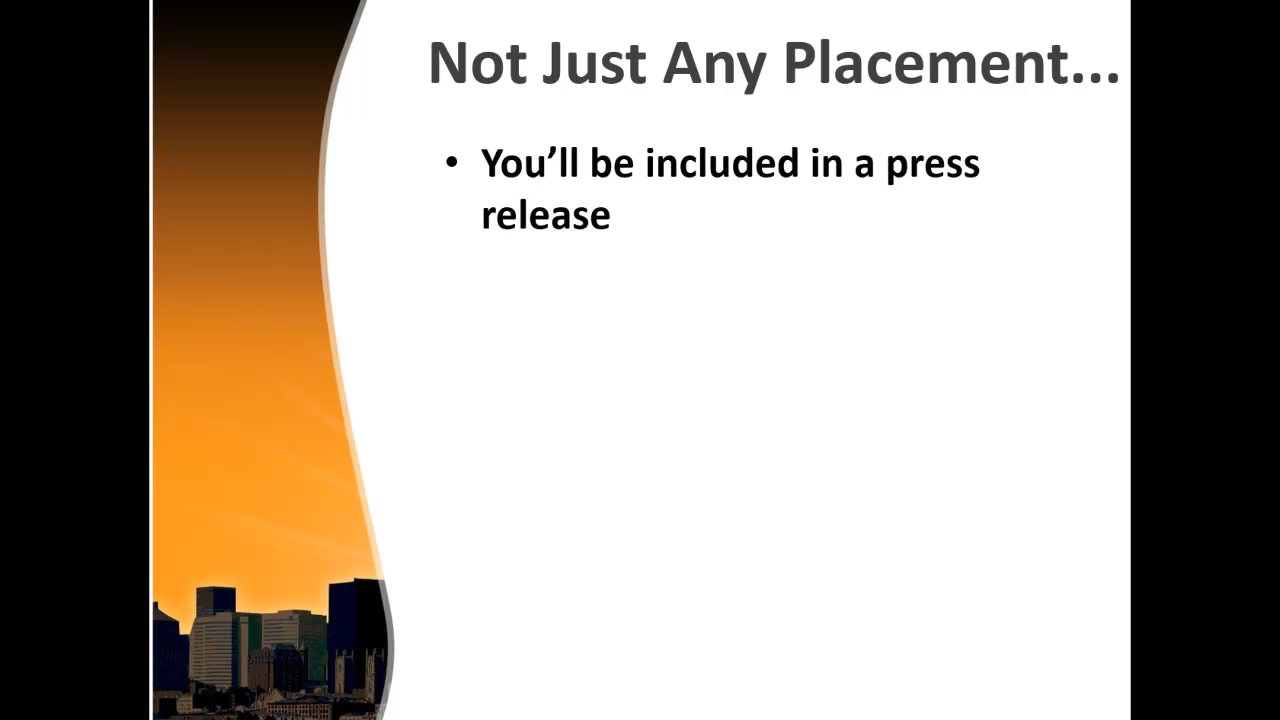 Not Just Any Placement...
• You’ll be included in a press
release